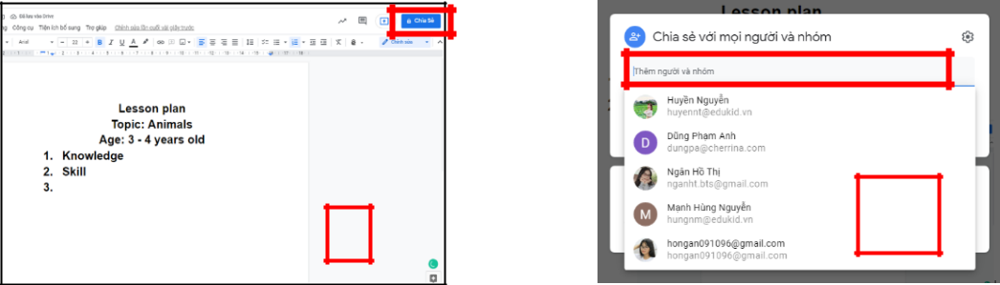 Đã lưu vào Drive
Chia Sẻ
ng Công cụ Tiện ích bổ sung Trợ giúp Chỉnh sửa lần cuối vài giây trước
Arial - 22 + B I U A Chỉnh sửa
Lesson plan
Topic: Animals
Age: 3 - 4 years old
1. Knowledge
2. Skill
3.
Lesson plan
Chia sẻ với mọi người và nhóm
Thêm người và nhóm
Huyền Nguyễn
huyennt@edukid.vn
D
Dũng Phạm Anh
dungpa@cherrina.com
Ngân Hồ Thị
nganht.bts@gmail.com
M
Mạnh Hùng Nguyễn
hungnm@edukid.vn
hongan091096@gmail.com
hongan091096@gmail.com